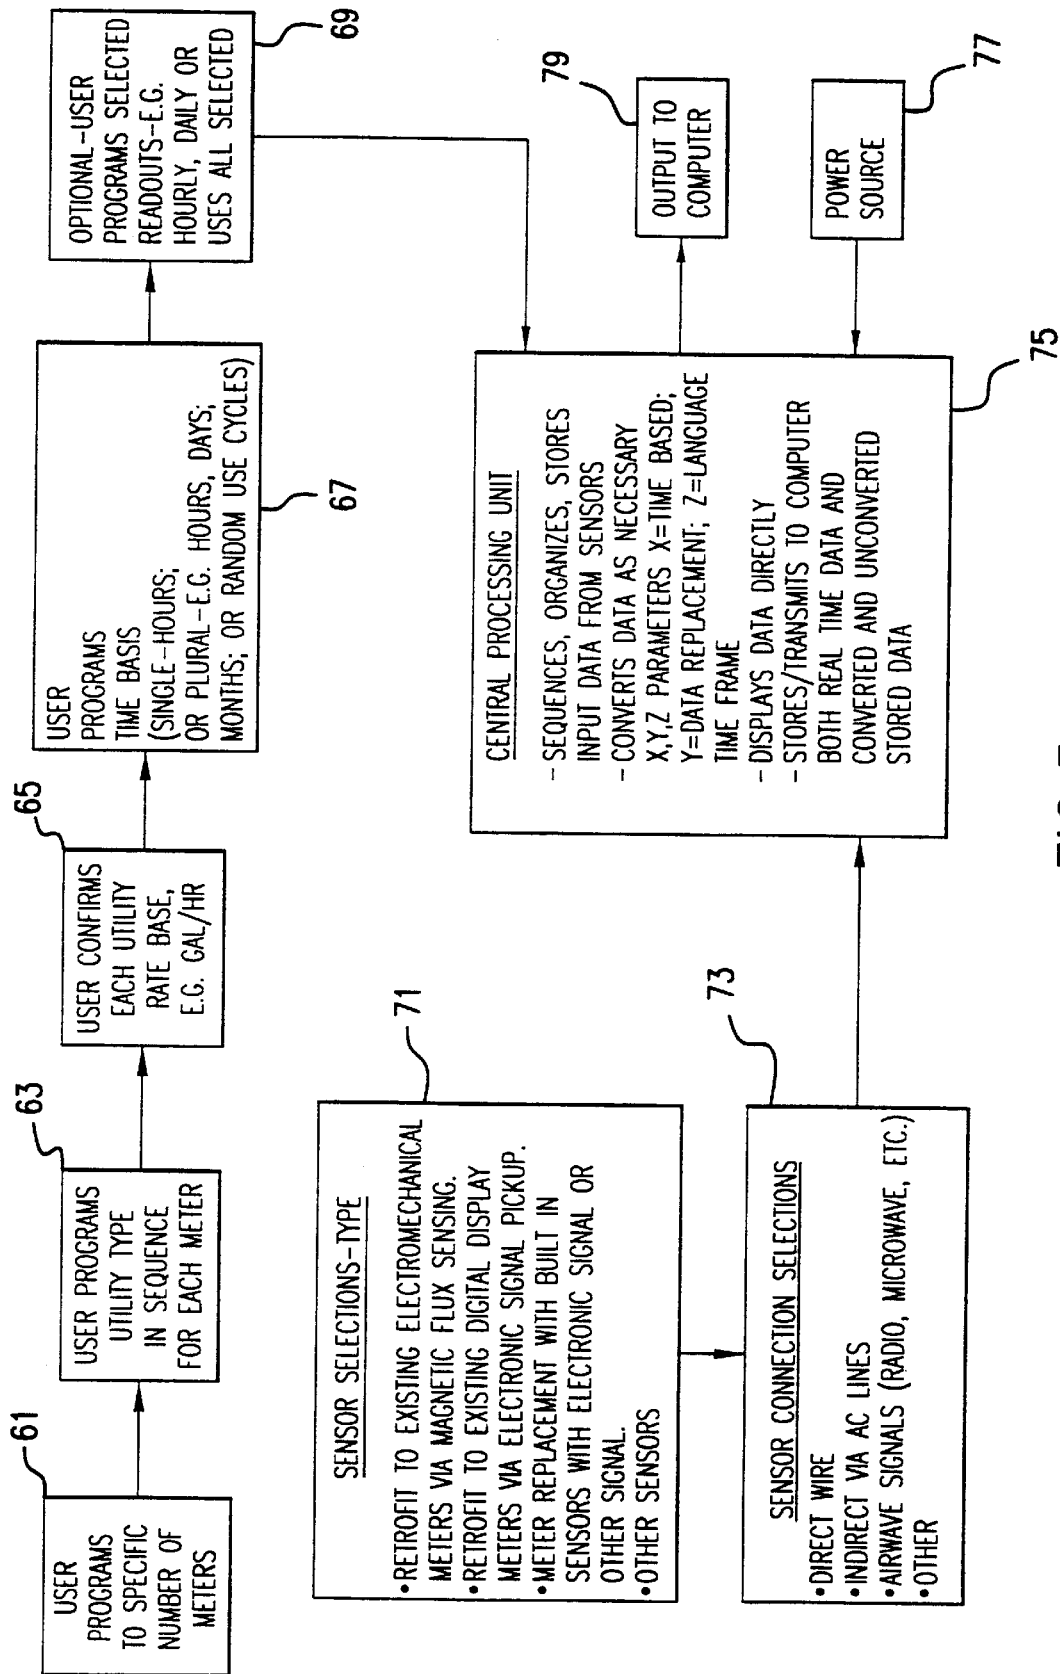 61
USER
PROGRAMS
TO SPECIFIC
NUMBER OF
METERS
63
USER PROGRAMS
UTILITY TYPE
IN SEQUENCE
FOR EACH METER
65
USER CONFIRMS
EACH UTILITY
RATE BASE,
E.G. GAL/HR
USER
PROGRAMS
TIME BASIS
(SINGLE-HOURS;
OR PLURAL-E.G. HOURS, DAYS;
MONTHS; OR RANDOM USE CYCLES)
67
OPTIONAL-USER
PROGRAMS SELECTED
READOUTS-E.G.
HOURLY, DAILY OR
USES ALL SELECTED
69
71
SENSOR SELECTIONS-TYPE
•RETROFIT TO EXISTING ELECTROMECHANICAL
METERS VIA MAGNETIC FLUX SENSING.
•RETROFIT TO EXISTING DIGITAL DISPLAY
METERS VIA ELECTRONIC SIGNAL PICKUP.
•METER REPLACEMENT WITH BUILT IN
SENSORS WITH ELECTRONIC SIGNAL OR
OTHER SIGNAL.
•OTHER SENSORS
73
SENSOR CONNECTION SELECTIONS
•DIRECT WIRE
•INDIRECT VIA AC LINES
•AIRWAVE SIGNALS (RADIO, MICROWAVE, ETC.)
•OTHER
CENTRAL PROCESSING UNIT
-SEQUENCES, ORGANIZES, STORES
INPUT DATA FROM SENSORS
-CONVERTS DATA AS NECESSARY
X,Y,Z PARAMETERS X=TIME BASED;
Y=DATA REPLACEMENT; Z=LANGUAGE
TIME FRAME
-DISPLAYS DATA DIRECTLY
-STORES/TRANSMITS TO COMPUTER
BOTH REAL TIME DATA AND
CONVERTED AND UNCONVERTED
STORED DATA
75
79
OUTPUT TO
COMPUTER
POWER
SOURCE
77